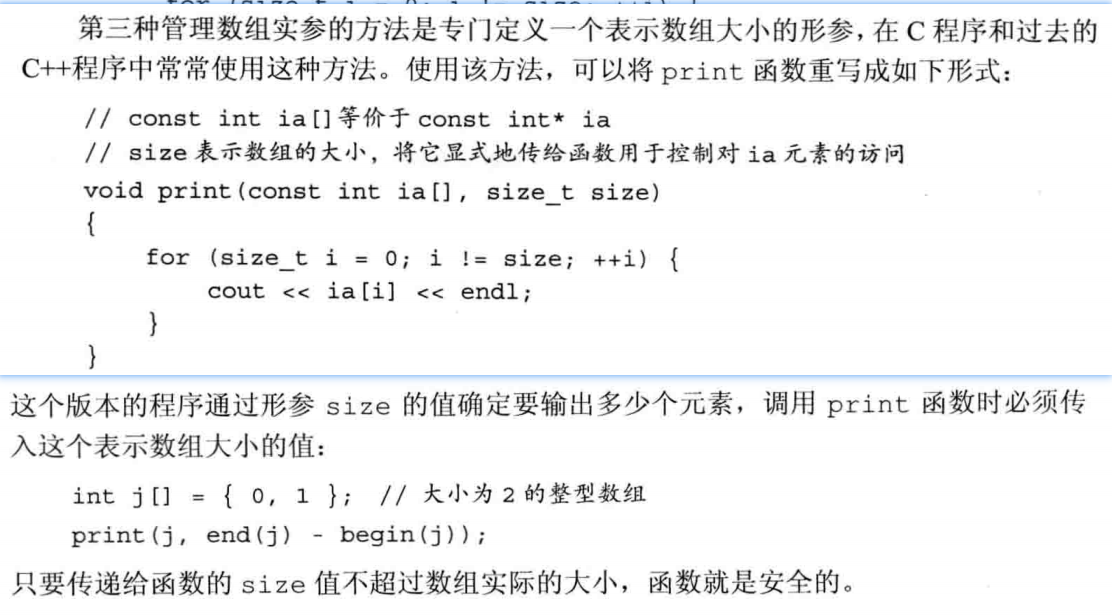 第三种管理数组实参的方法是专门定义一个表示数组大小的形参，在 C 程序和过去的
C++程序中常常使用这种方法。使用该方法，可以将 print 函数重写成如下形式：
// const int ia[]等价于 const int* ia
// size 表示数组的大小，将它显式地传给函数用于控制对 ia 元素的访问
void print(const int ia[], size_t size)
{
for (size_t i = 0; i != size; ++i) {
cout << ia[i] << endl;
}
}
这个版本的程序通过形参 size 的值确定要输出多少个元素，调用 print 函数时必须传
入这个表示数组大小的值：
int j[] = { 0, 1 }; // 大小为 2 的整型数组
print(j, end(j) - begin(j));
只要传递给函数的 size 值不超过数组实际的大小，函数就是安全的。